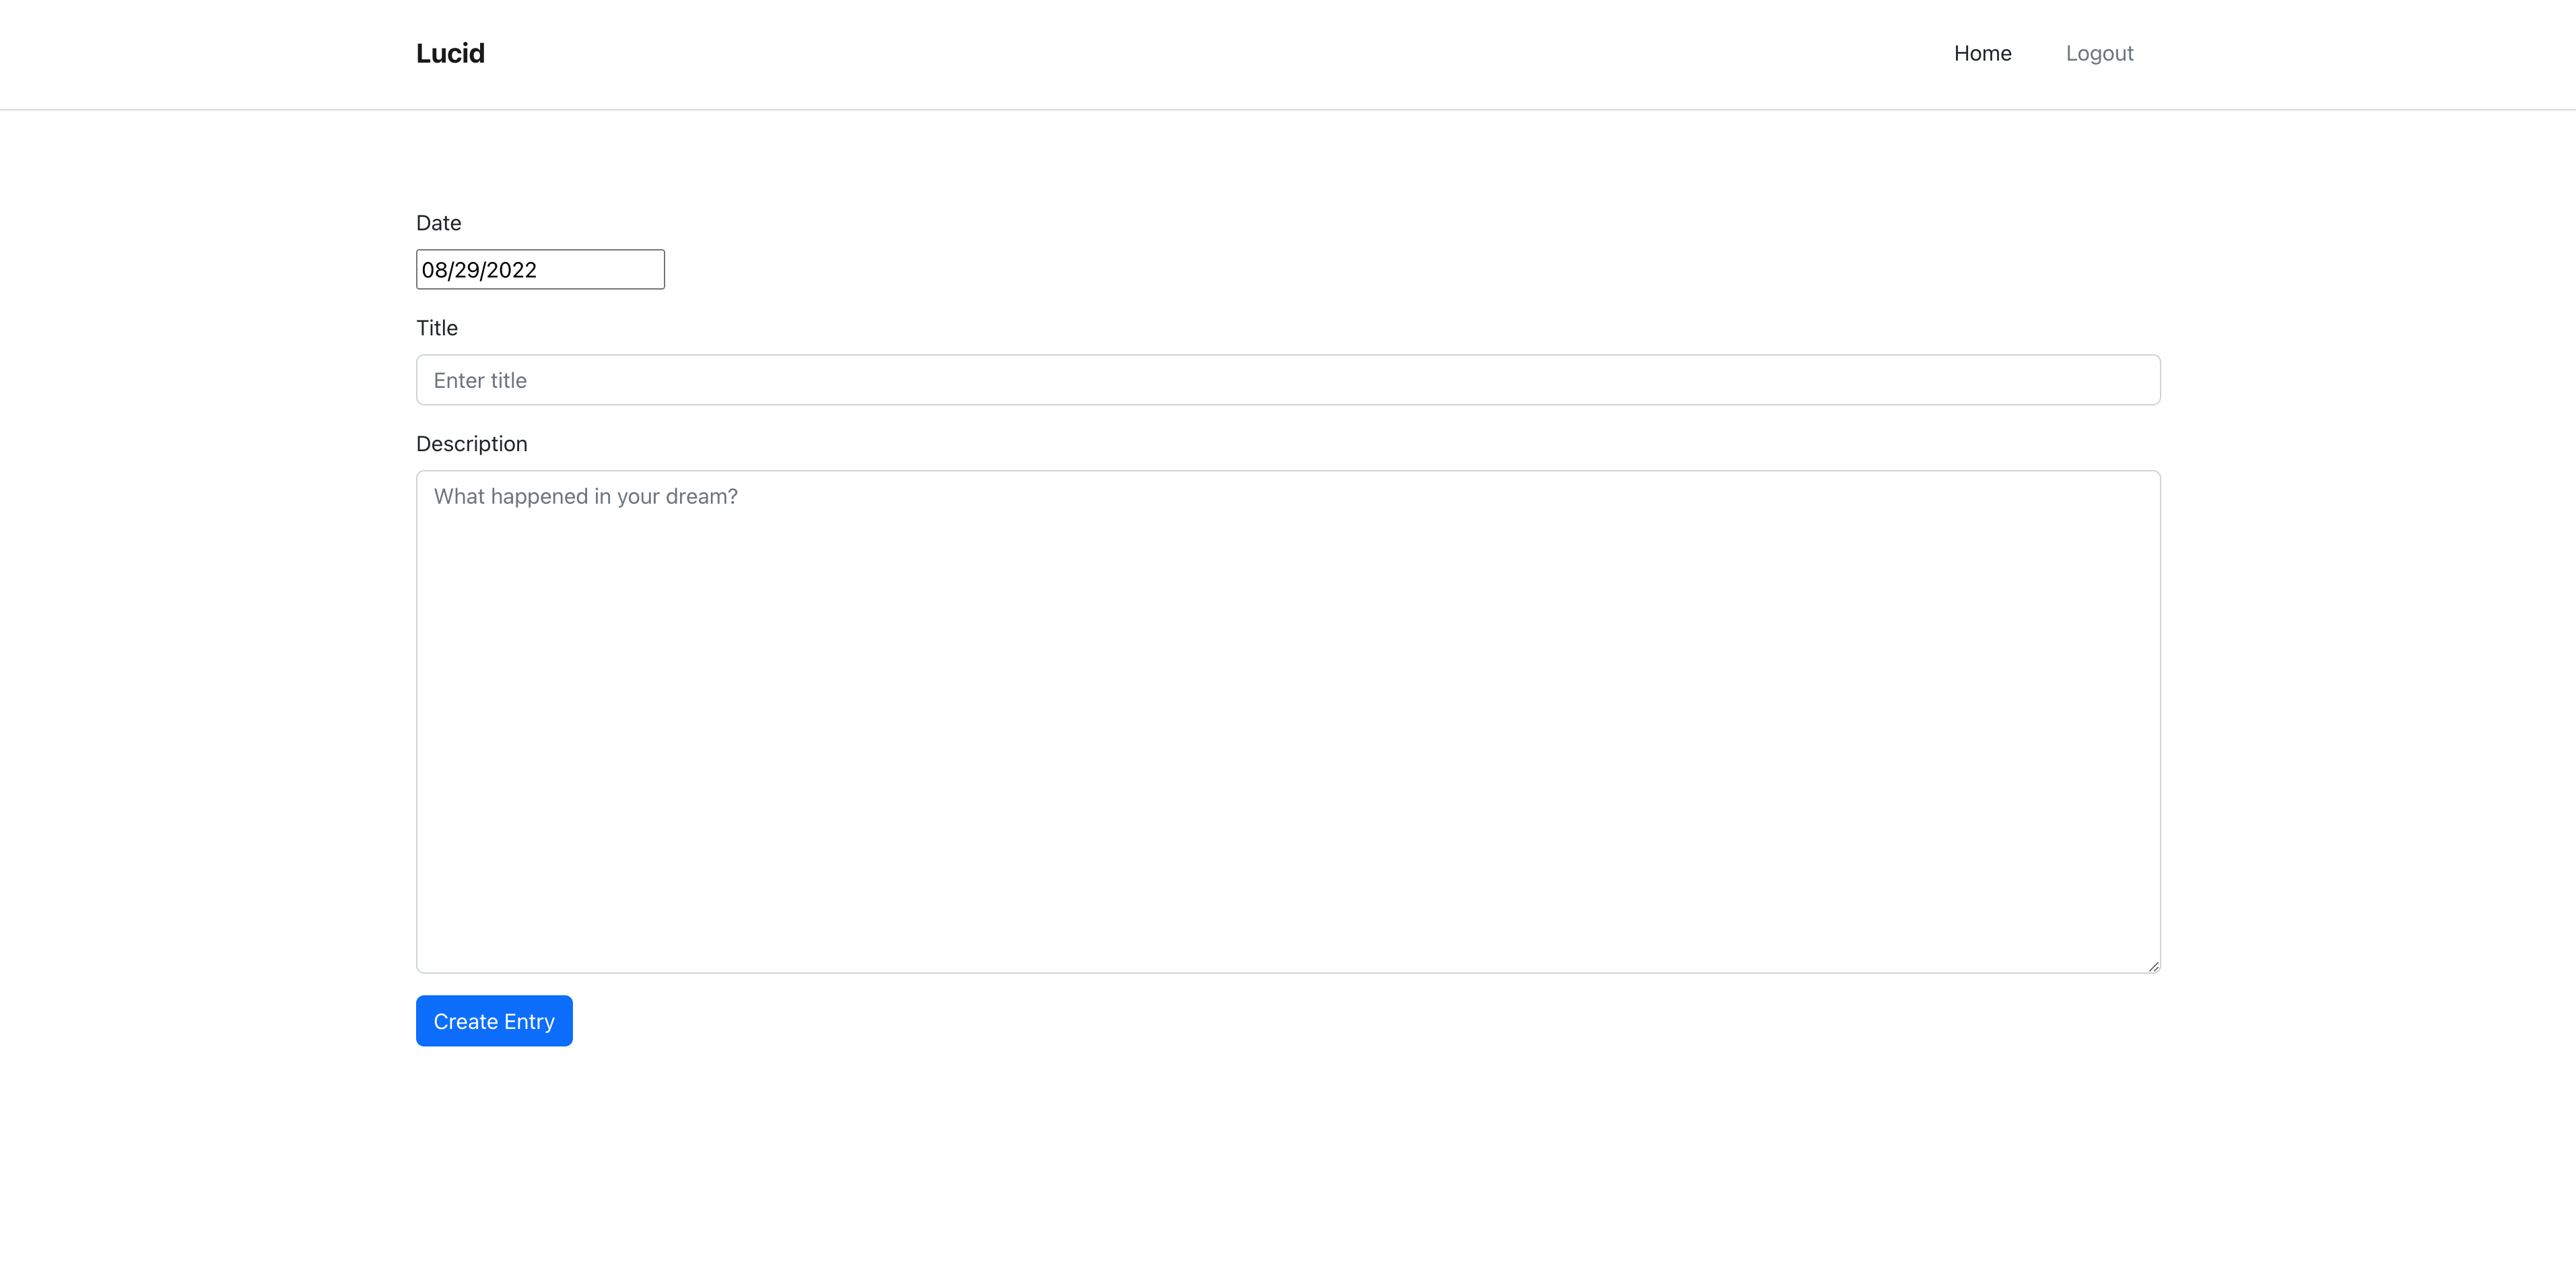 Lucid
Home
Logout
Date
08/29/2022
Title
Enter title
Description
What happened in your dream?
Create Entry